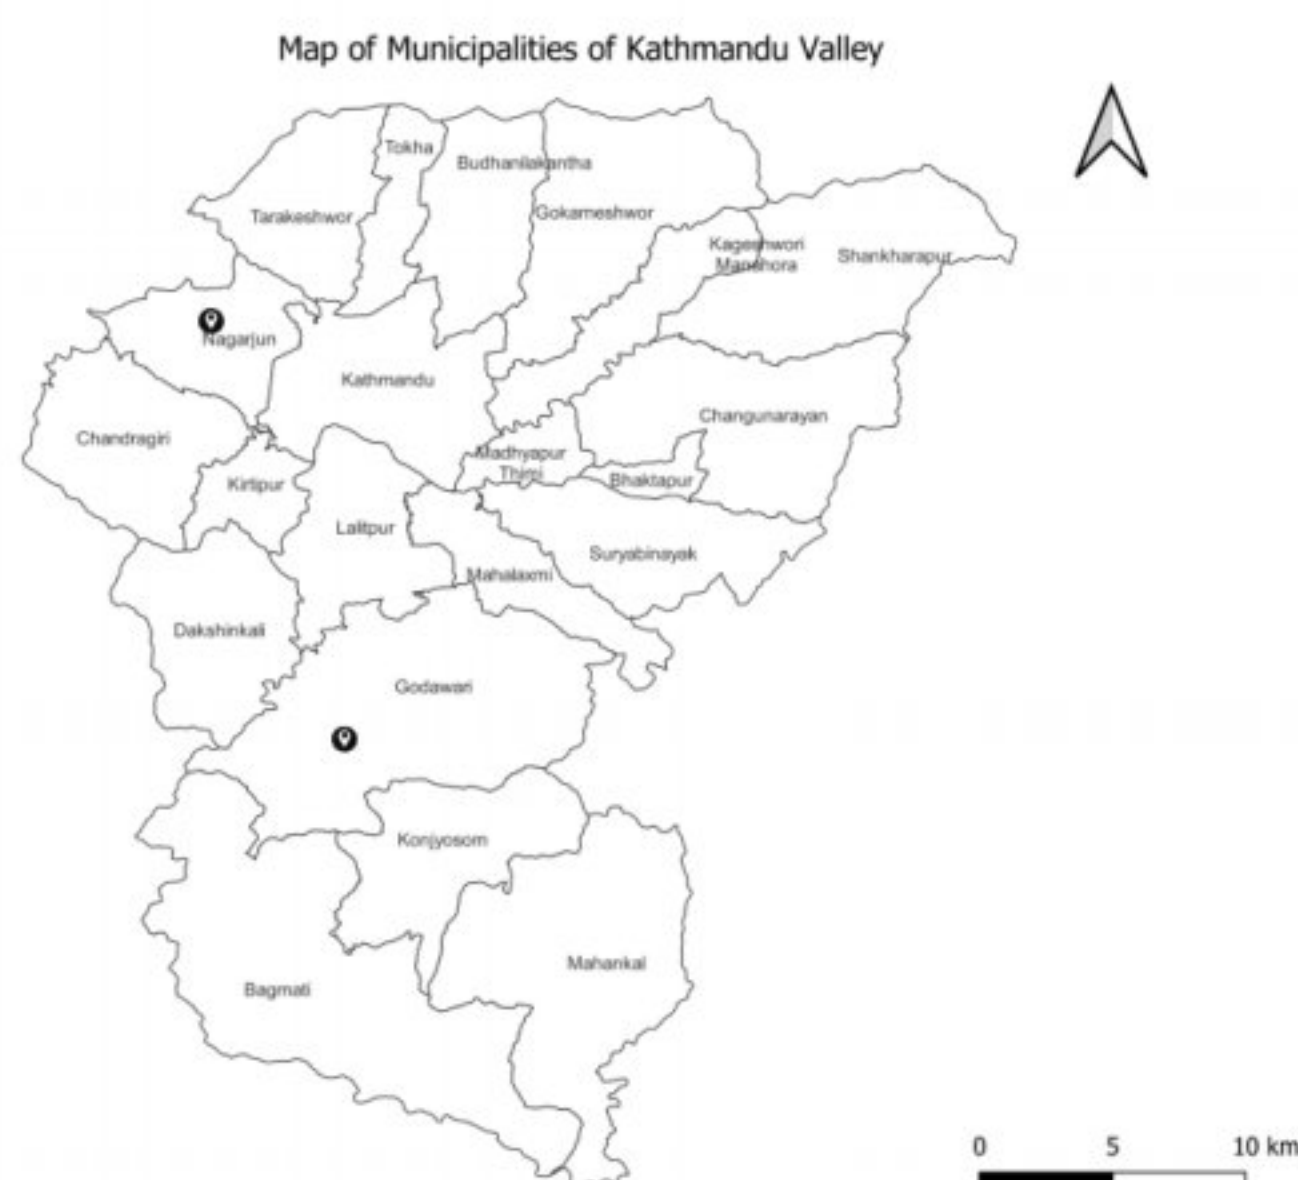 Map of Municipalities of Kathmandu Valley
Tokha
Budhanilakantha
Tarakeshwor
Gokarneshwor
Kageshwori
Manohora
Shankharapur
Nagarjun
Kathmandu
Changunarayan
Chandragiri
Madhyapur
Thimi
Kirtipur
Bhaktapur
Lalitpur
Suryabinayak
Mahalaxmi
Dakshinkali
Godawari
Konjyosom
Mahankal
Bagmati
0 5 10 km